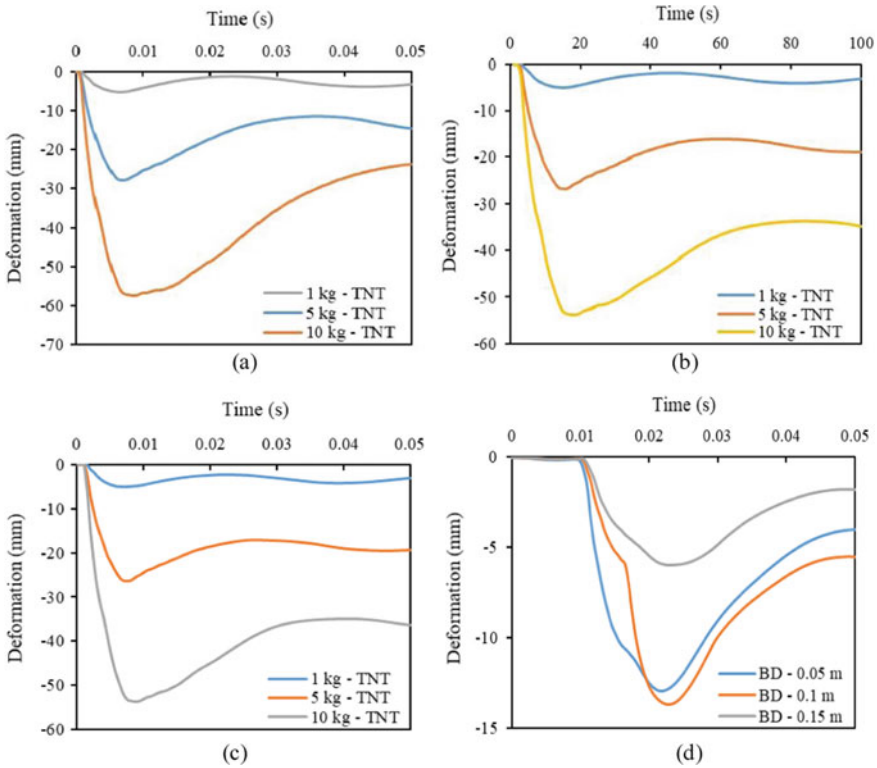 Time (s)
0 0.01 0.02 0.03 0.04 0.05
0
-10
-20
-30
-40
-50
-60
-70
Deformation (mm)
1 kg - TNT
5 kg - TNT
10 kg - TNT
(a)
Time (s)
0 20 40 60 80 100
0
-10
-20
-30
-40
-50
-60
Deformation (mm)
1 kg - TNT
5 kg - TNT
10 kg - TNT
(b)
Time (s)
0 0.01 0.02 0.03 0.04 0.05
0
-10
-20
-30
-40
-50
-60
Deformation (mm)
1 kg - TNT
5 kg - TNT
10 kg - TNT
(c)
Time (s)
0 0.01 0.02 0.03 0.04 0.05
0
-5
-10
-15
Deformation (mm)
BD - 0.05 m
BD - 0.1 m
BD - 0.15 m
(d)